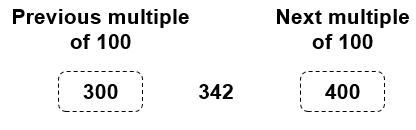 Previous multiple of 100
Next multiple of 100
300 342 400